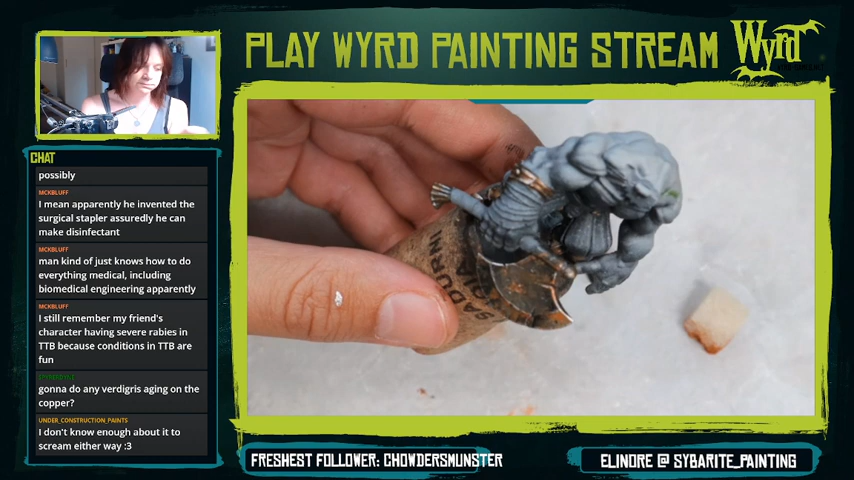 PLAY WYRD PAINTING STREAM
Wyrd
CHAT
possibly
MCKBLUFF
I mean apparently he invented the
surgical stapler assuredly he can
make disinfectant
MCKBLUFF
man kind of just knows how to do
everything medical, including
biomedical engineering apparently
MCKBLUFF
I still remember my friend's
character having severe rabies in
TTB because conditions in TTB are
fun
gonna do any verdigris aging on the
copper?
UNDER_CONSTRUCTION_PAINTS
I don't know enough about it to
scream either way :3
SADURNI
FRESHEST FOLLOWER: CHOWDERSMUNSTER
ELINORE @ SYBARITE_PAINTING